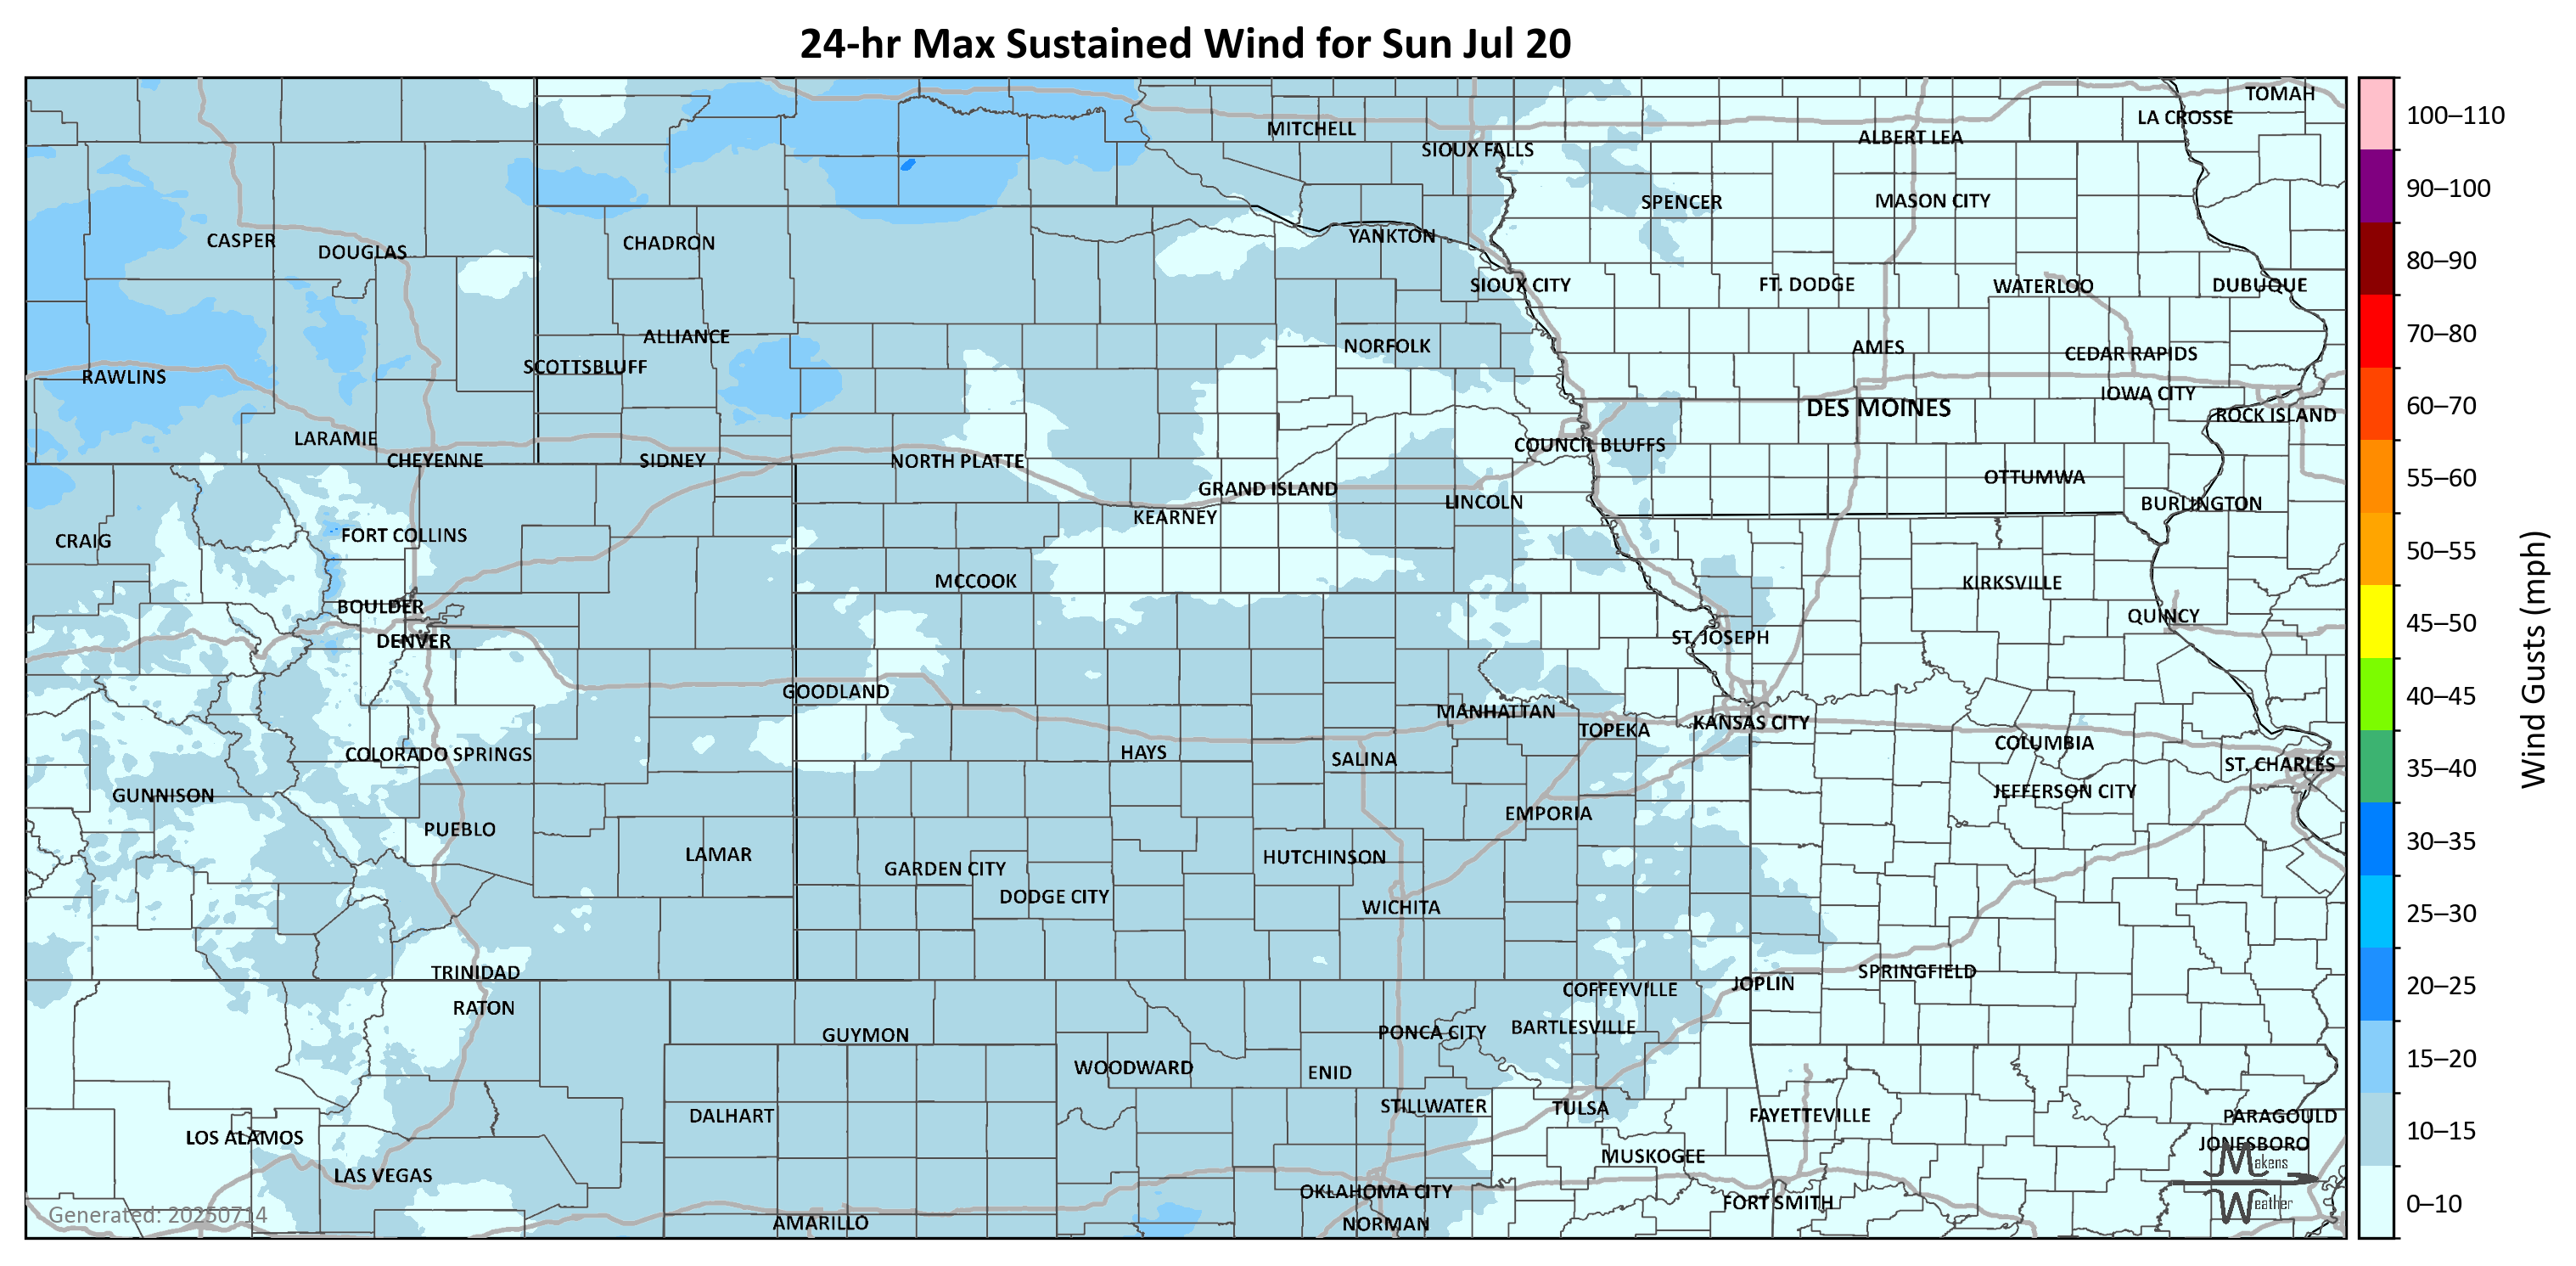 24-hr Max Sustained Wind for Sun Jul 20
TOMAH
LA CROSSE
MITCHELL
ALBERT LEA
SIOUX FALLS
SPENCER
MASON CITY
YANKTON
CASPER
CHADRON
DOUGLAS
SIOUX CITY
FT. DODGE
WATERLOO
DUBUQUE
ALLIANCE
NORFOLK
AMES
CEDAR RAPIDS
SCOTTSBLUFF
RAWLINS
IOWA CITY
DES MOINES
ROCK ISLAND
LARAMIE
COUNCIL BLUFFS
CHEYENNE
SIDNEY
NORTH PLATTE
OTTUMWA
GRAND ISLAND
LINCOLN
BURLINGTON
KEARNEY
CRAIG
FORT COLLINS
MCCOOK
KIRKSVILLE
BOULDER
QUINCY
DENVER
ST. JOSEPH
GOODLAND
MANHATTAN
TOPEKA
KANSAS CITY
COLUMBIA
COLORADO SPRINGS
HAYS
SALINA
ST. CHARLES
GUNNISON
JEFFERSON CITY
EMPORIA
PUEBLO
LAMAR
HUTCHINSON
GARDEN CITY
DODGE CITY
WICHITA
TRINIDAD
SPRINGFIELD
JOPLIN
COFFEYVILLE
RATON
GUYMON
PONCA CITY
BARTLESVILLE
WOODWARD
ENID
STILLWATER
TULSA
DALHART
FAYETTEVILLE
PARAGOULD
LOS ALAMOS
JONESBORO
MUSKOGEE
LAS VEGAS
OKLAHOMA CITY
FORT SMITH
AMARILLO
NORMAN
Generated: 20250714
Makens
Weather
100–110
90–100
80–90
70–80
60–70
55–60
50–55
45–50
40–45
35–40
30–35
25–30
20–25
15–20
10–15
0–10
Wind Gusts (mph)